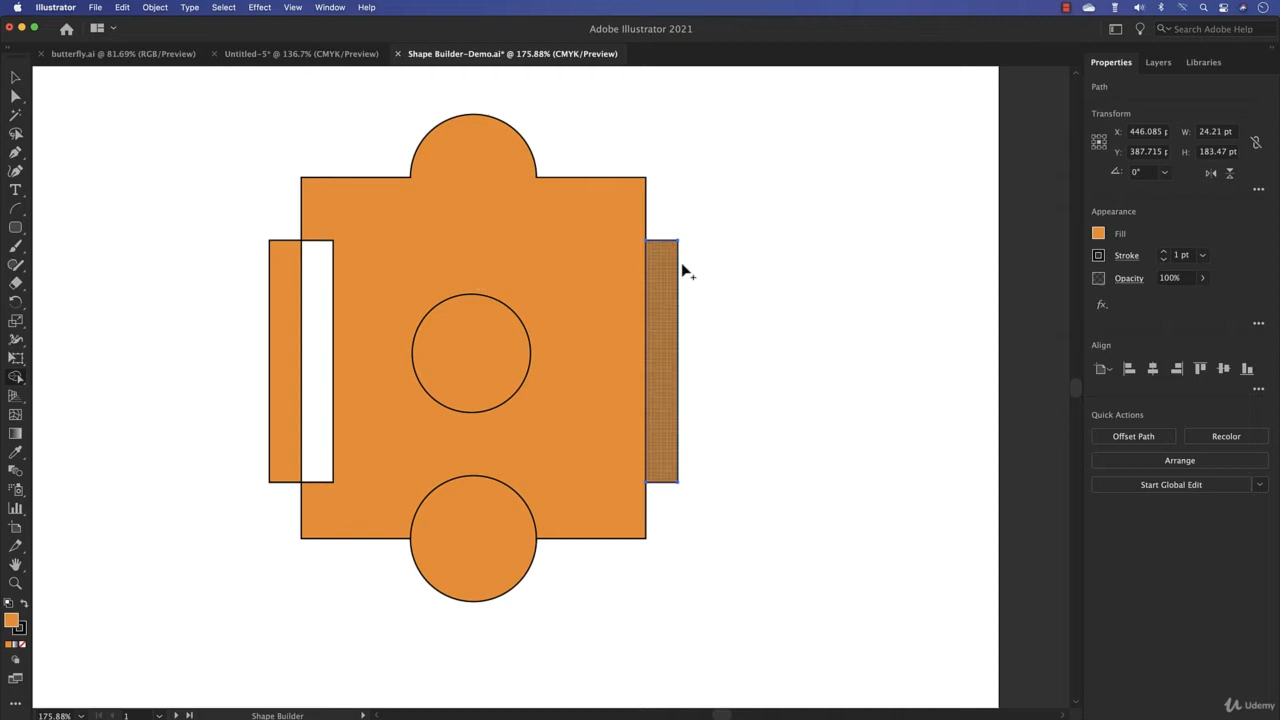 Illustrator File Edit Object Type Select Effect View Window Help
Adobe Illustrator 2021
Search Adobe Help
× butterfly.ai @ 81.69% (RGB/Preview) × Untitled-5* @ 136.7% (CMYK/Preview) × Shape Builder-Demo.ai* @ 175.88% (CMYK/Preview)
Properties Layers Libraries
Path
Transform
X: 446.085 p W: 24.21 pt
Y: 387.715 p H: 183.47 pt
0°
Appearance
Fill
Stroke 1 pt
Opacity 100%
fx.
Align
Quick Actions
Offset Path Recolor
Arrange
Start Global Edit
175.88% 1 Shape Builder
Udemy